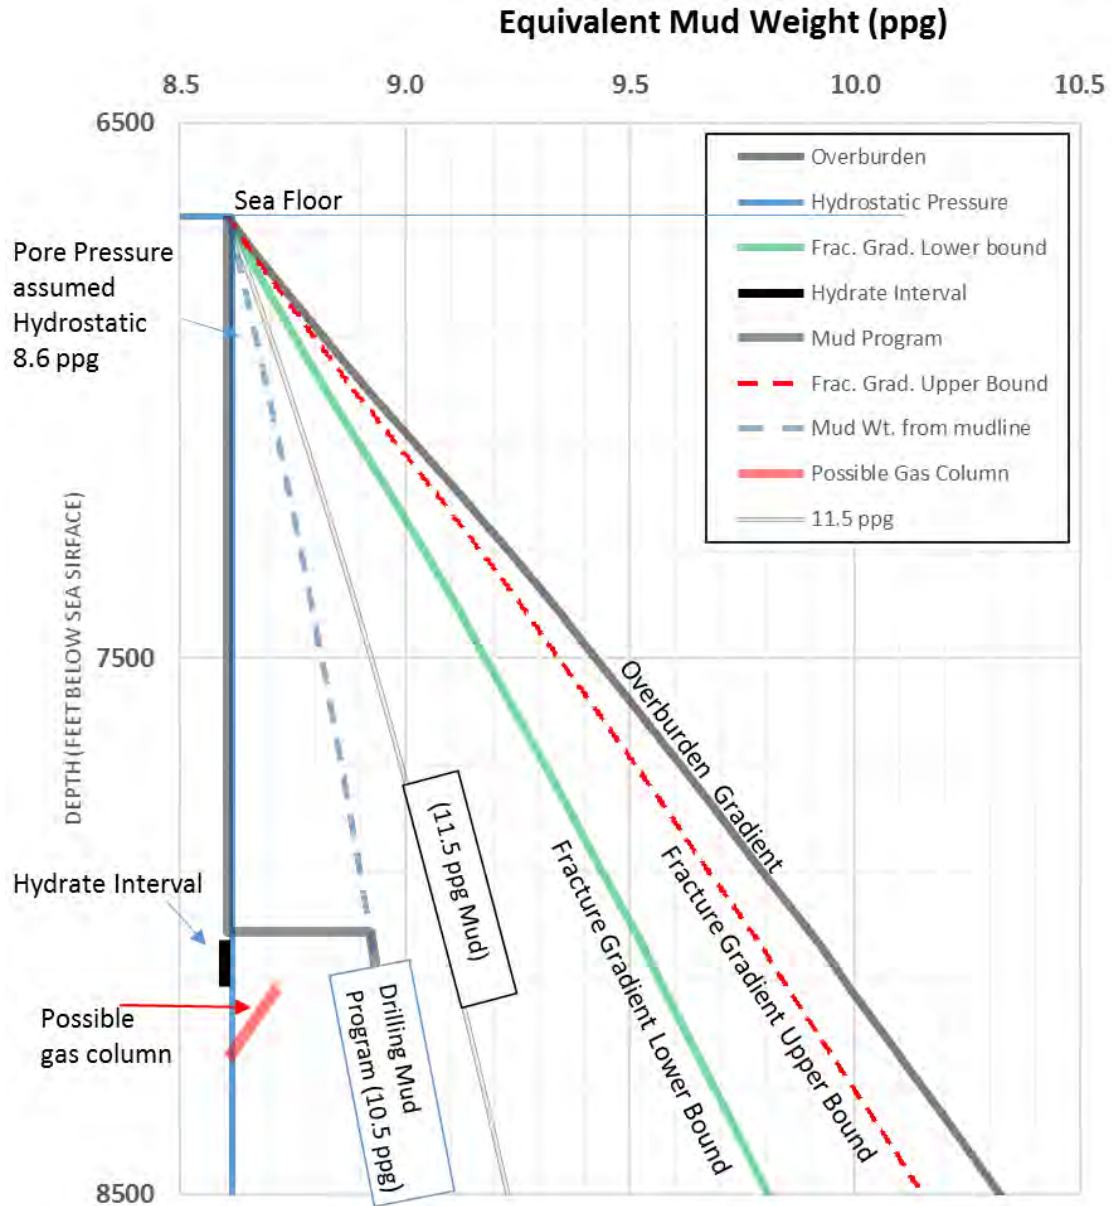 Equivalent Mud Weight (ppg)
8.5 9.0 9.5 10.0 10.5
6500
Overburden
Hydrostatic Pressure
Frac. Grad. Lower bound
Hydrate Interval
Mud Program
Frac. Grad. Upper Bound
Mud Wt. from mudline
Possible Gas Column
11.5 ppg
Sea Floor
Pore Pressure
assumed
Hydrostatic
8.6 ppg
DEPTH (FEET BELOW SEA SIRFACE)
7500
Overburden Gradient
(11.5 ppg Mud)
Fracture Gradient Lower Bound
Fracture Gradient Upper Bound
Hydrate Interval
Possible
gas column
Drilling Mud
Program (10.5 ppg)
8500